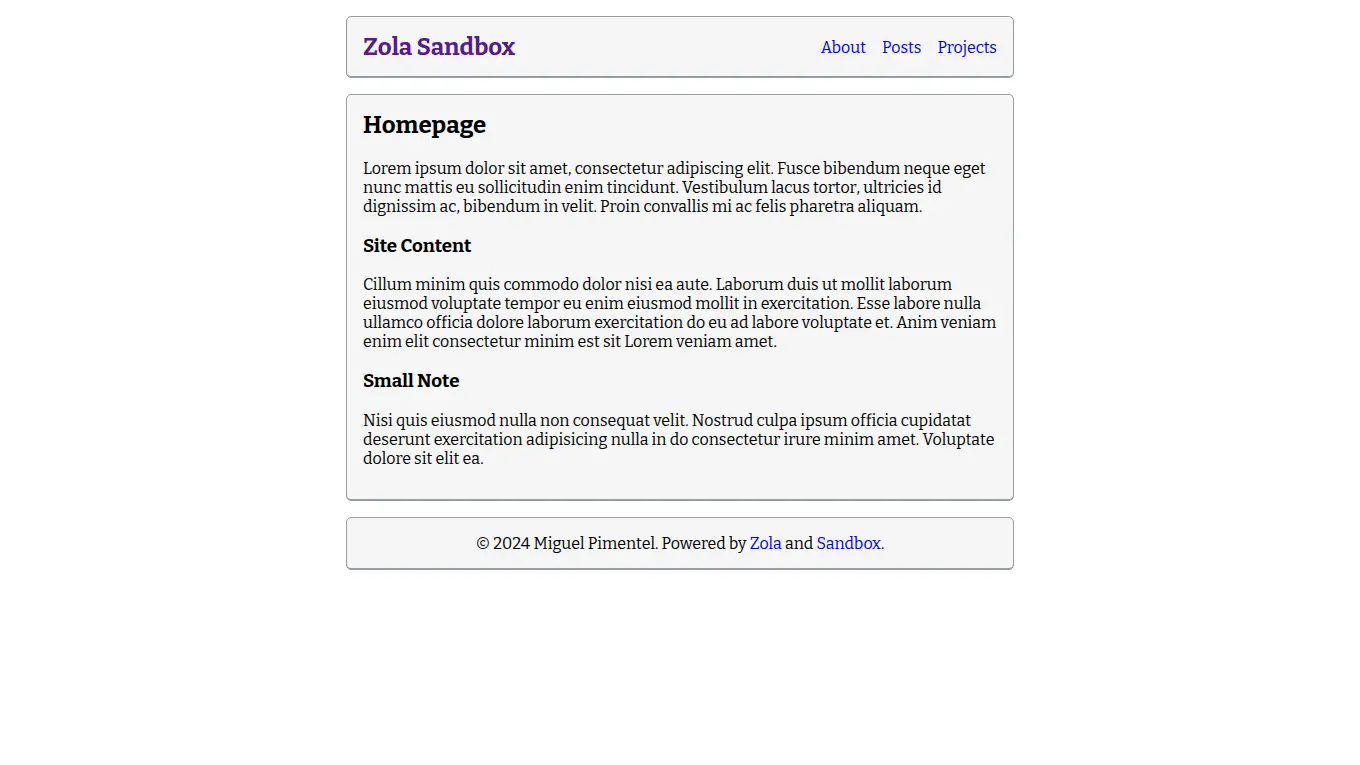 Zola Sandbox
About Posts Projects
Homepage
Lorem ipsum dolor sit amet, consectetur adipiscing elit. Fusce bibendum neque eget
nunc mattis eu sollicitudin enim tincidunt. Vestibulum lacus tortor, ultricies id
dignissim ac, bibendum in velit. Proin convallis mi ac felis pharetra aliquam.
Site Content
Cillum minim quis commodo dolor nisi ea aute. Laborum duis ut mollit laborum
eiusmod voluptate tempor eu enim eiusmod mollit in exercitation. Esse labore nulla
ullamco officia dolore laborum exercitation do eu ad labore voluptate et. Anim veniam
enim elit consectetur minim est sit Lorem veniam amet.
Small Note
Nisi quis eiusmod nulla non consequat velit. Nostrud culpa ipsum officia cupidatat
deserunt exercitation adipisicing nulla in do consectetur irure minim amet. Voluptate
dolore sit elit ea.
© 2024 Miguel Pimentel. Powered by Zola and Sandbox.